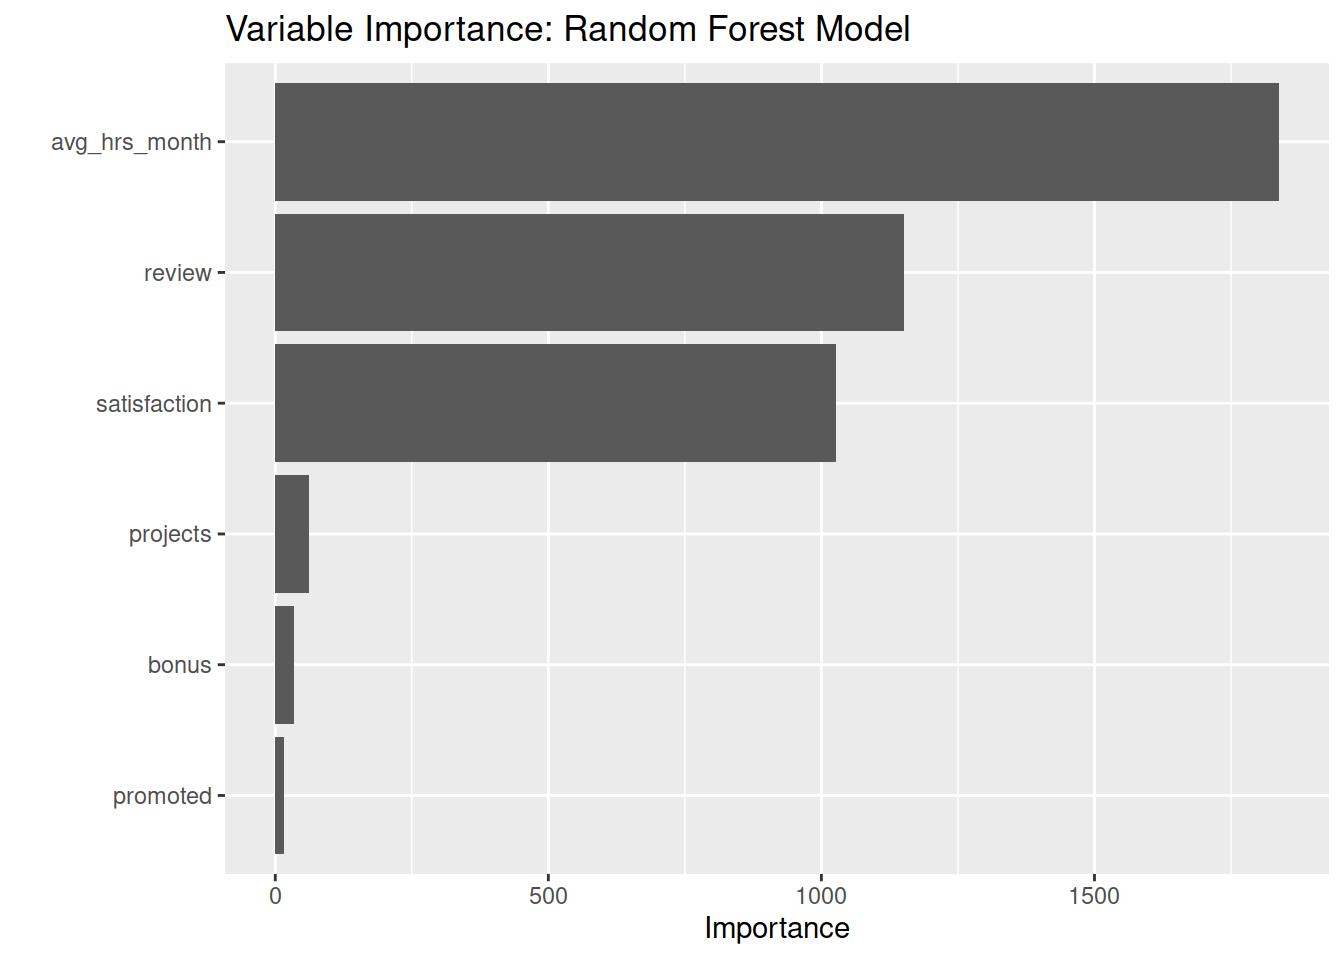 Variable Importance: Random Forest Model
avg_hrs_month
review
satisfaction
projects
bonus
promoted
0 500 1000 1500
Importance